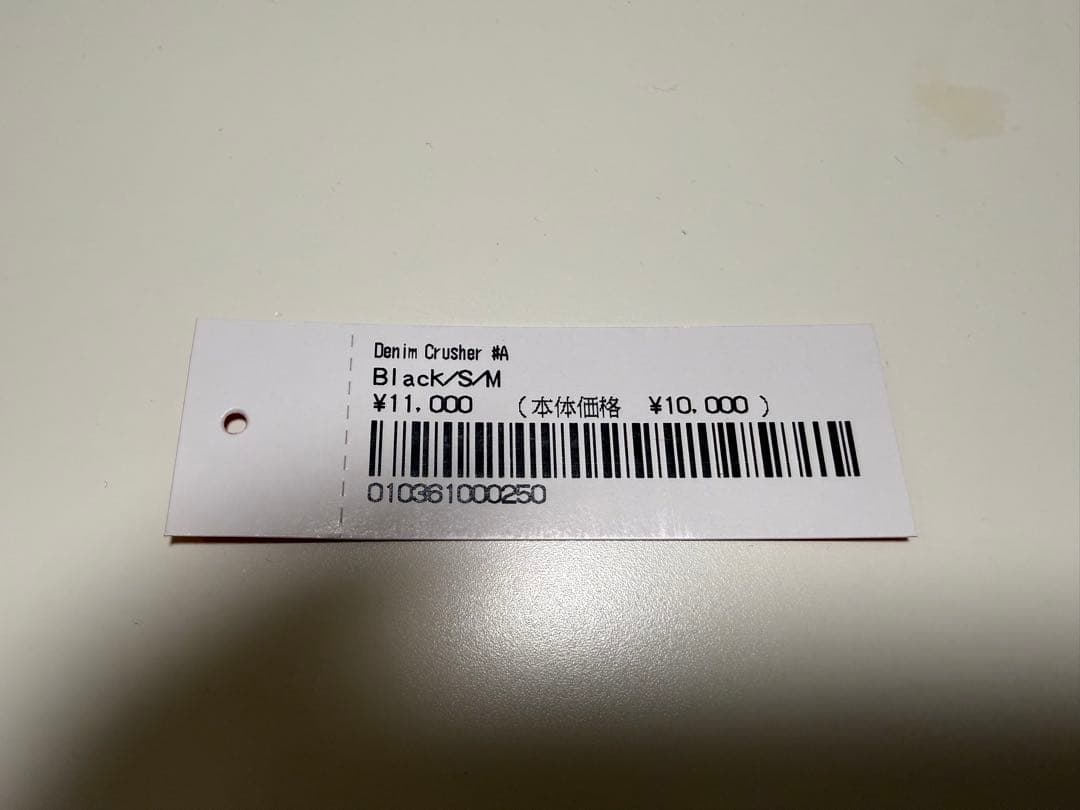 Denim Crusher #A
Black/S/M
¥11,000 (本体価格 ¥10,000 )
010361000250